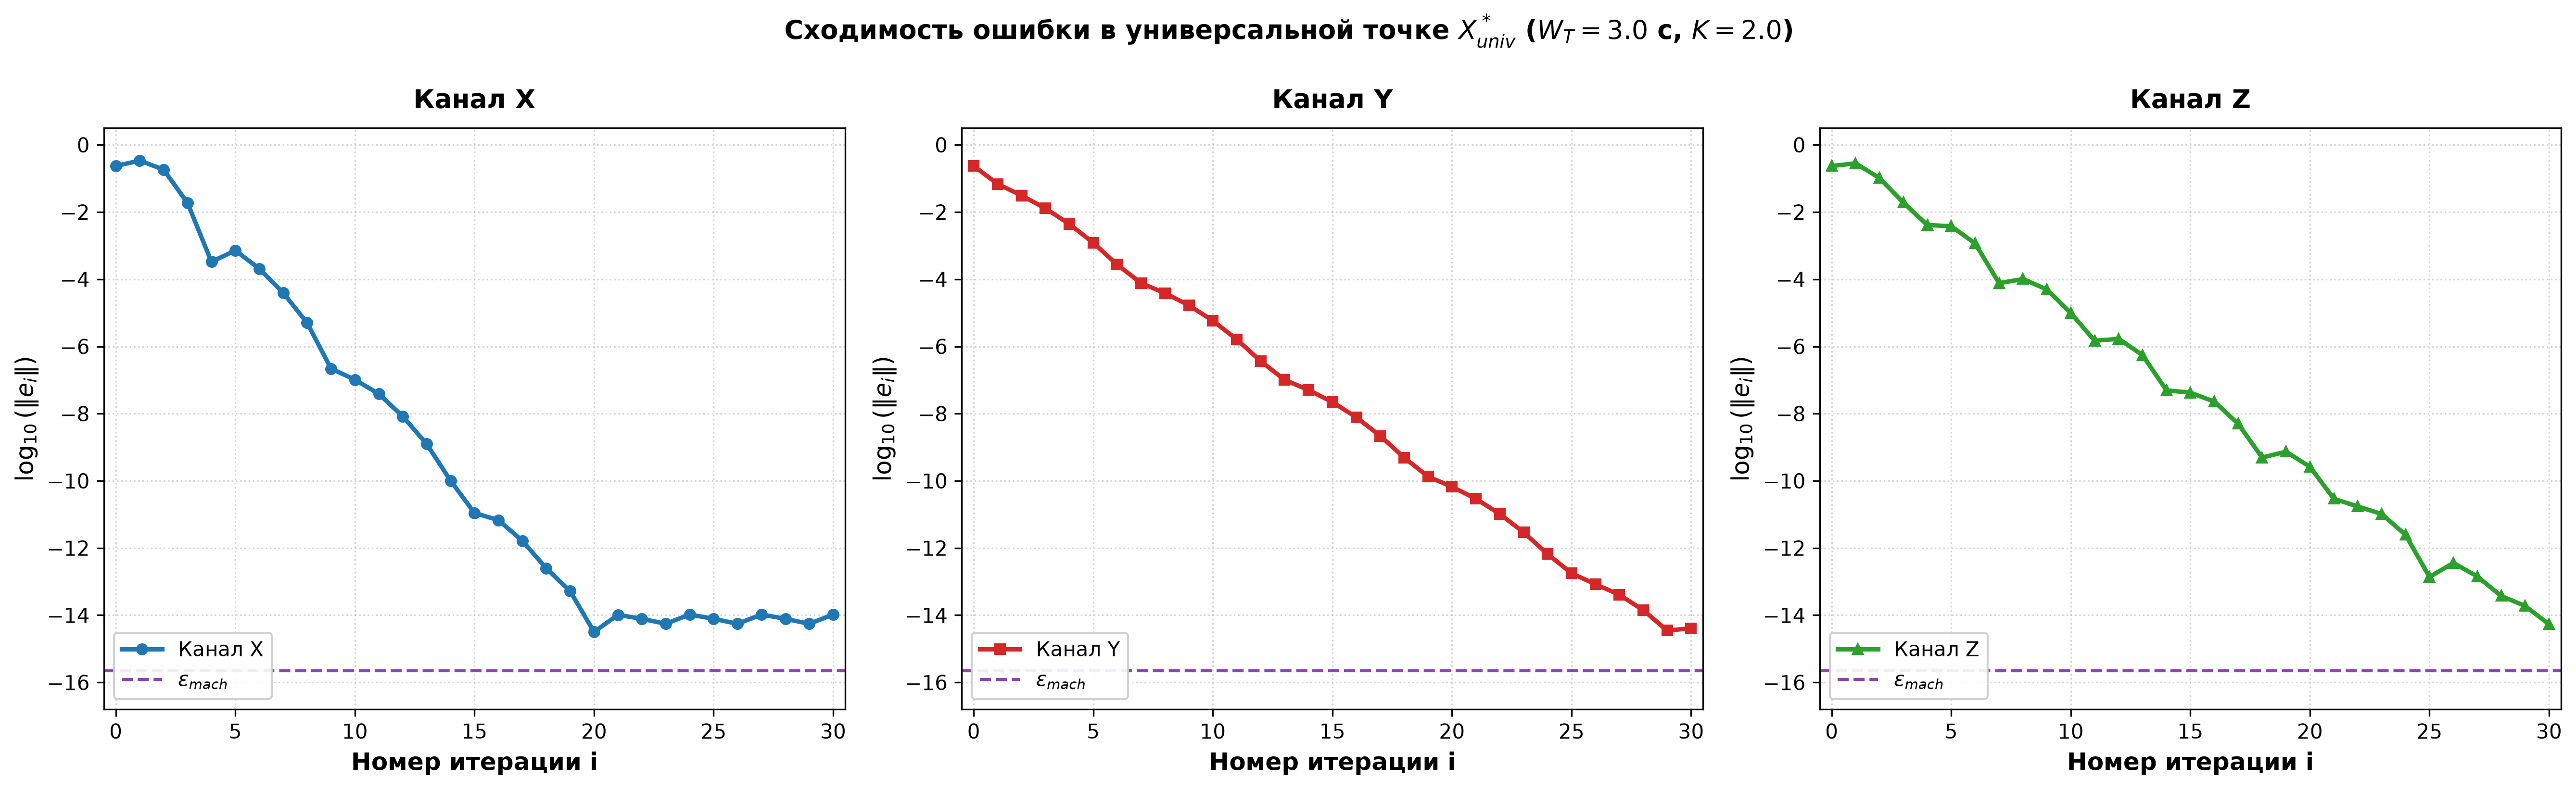 Сходимость ошибки в универсальной точке X*univ (WT = 3.0 с, K = 2.0)
Канал X
0
−2
−4
−6
−8
−10
−12
−14
−16
log10 (‖ei‖)
Канал X
εmach
0 5 10 15 20 25 30
Номер итерации i
Канал Y
0
−2
−4
−6
−8
−10
−12
−14
−16
log10 (‖ei‖)
Канал Y
εmach
0 5 10 15 20 25 30
Номер итерации i
Канал Z
0
−2
−4
−6
−8
−10
−12
−14
−16
log10 (‖ei‖)
Канал Z
εmach
0 5 10 15 20 25 30
Номер итерации i